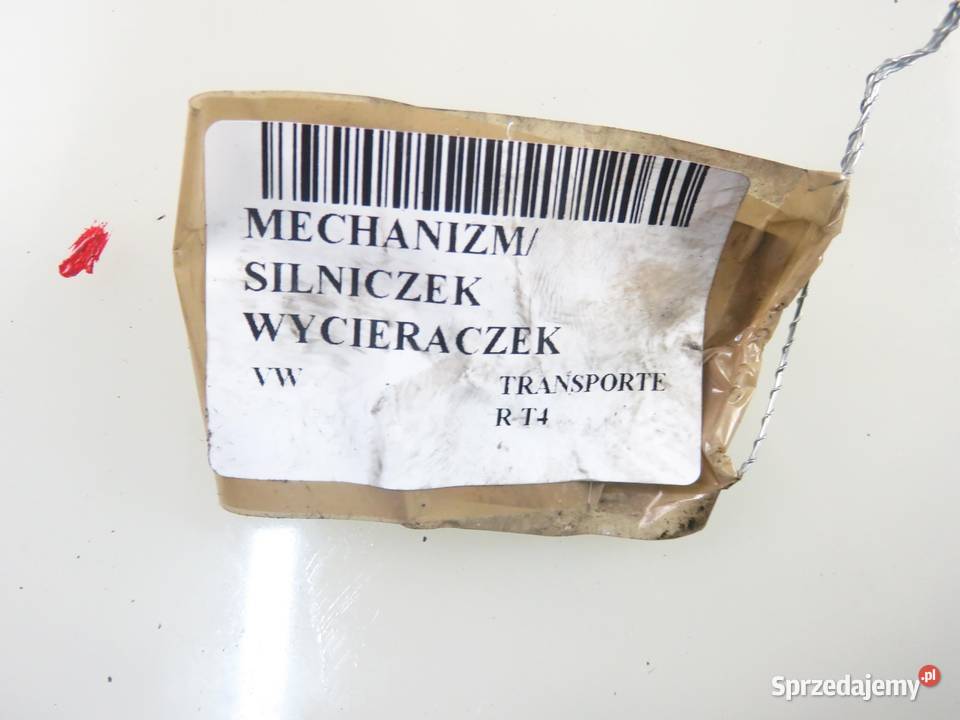 MECHANIZM/
SILNICZEK
WYCIERACZEK
VW TRANSPORTE
R T4
Sprzedajemy.pl